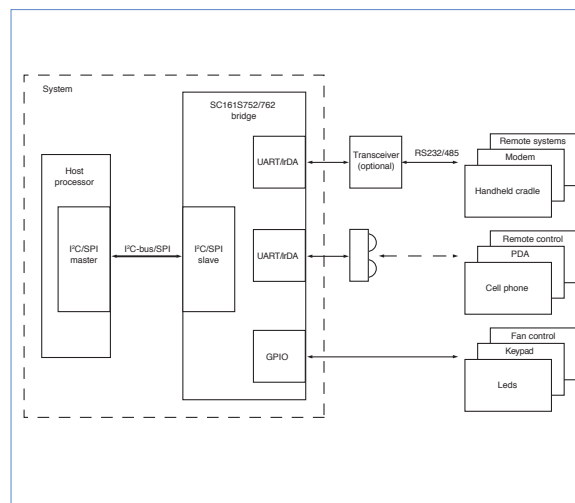 System
SC161S752/762
bridge
Host
processor
I²C/SPI
master
I²C-bus/SPI
I²C/SPI
slave
UART/IrDA
Transceiver
(optional)
RS232/485
Remote systems
Modem
Handheld cradle
UART/IrDA
Remote control
PDA
Cell phone
GPIO
Fan control
Keypad
Leds